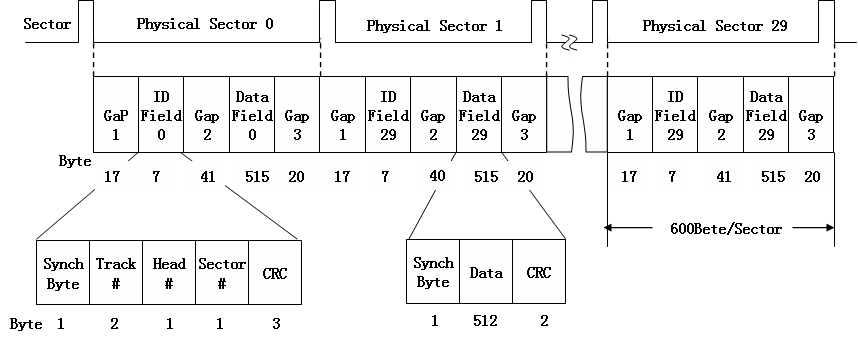 Sector
Physical Sector 0
Physical Sector 1
Physical Sector 29
GaP 1
ID Field 0
Gap 2
Data Field 0
Gap 3
Gap 1
ID Field 29
Gap 2
Data Field 29
Gap 3
Gap 1
ID Field 29
Gap 2
Data Field 29
Gap 3
Byte 17 7 41 515 20 17 7 40 515 20 17 7 41 515 20
600Bete/Sector
Synch Byte
Track #
Head #
Sector #
CRC
Synch Byte
Data
CRC
Byte 1 2 1 1 3
1 512 2